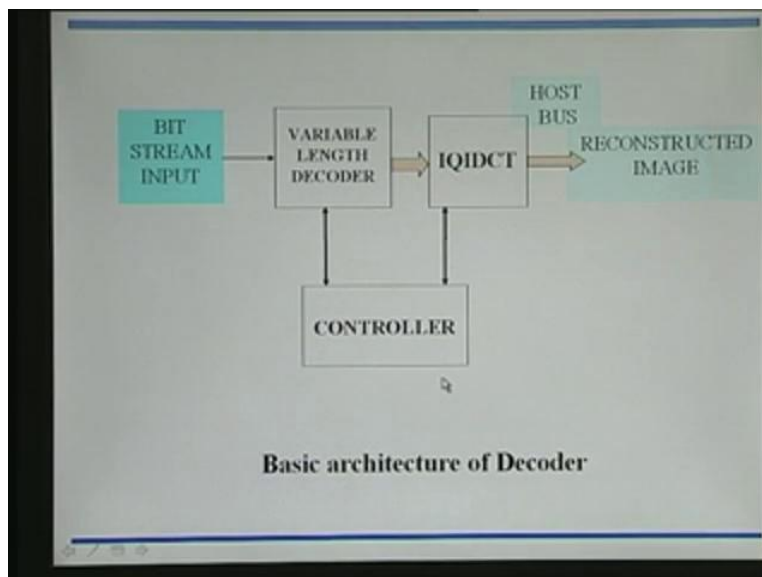 BIT
STREAM
INPUT
VARIABLE
LENGTH
DECODER
IQIDCT
HOST
BUS
RECONSTRUCTED
IMAGE
CONTROLLER
Basic architecture of Decoder